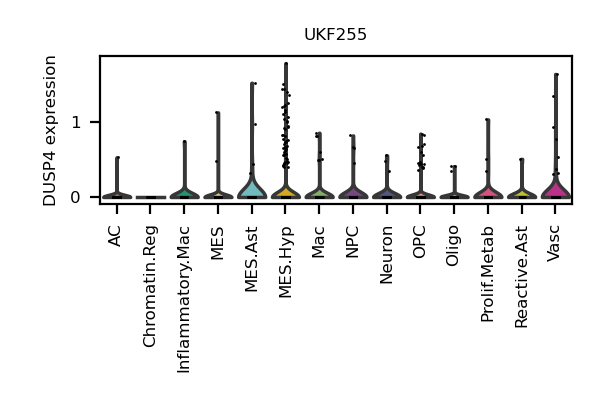 UKF255
DUSP4 expression
1
0
AC
Chromatin.Reg
Inflammatory.Mac
MES
MES.Ast
MES.Hyp
Mac
NPC
Neuron
OPC
Oligo
Prolif.Metab
Reactive.Ast
Vasc